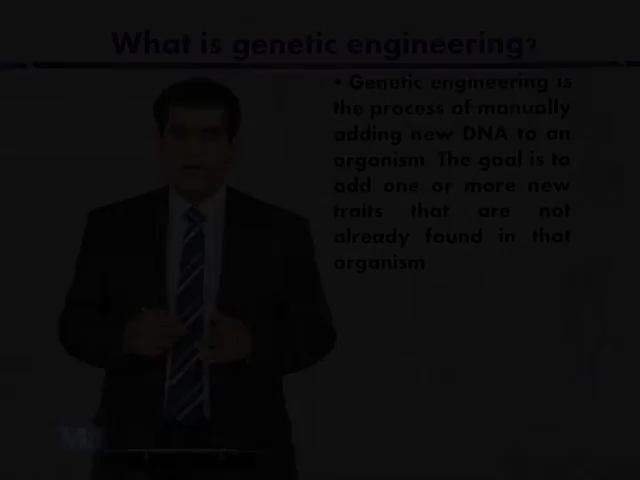 What is genetic engineering?
• Genetic engineering is
the process of manually
adding new DNA to an
organism. The goal is to
add one or more new
traits that are not
already found in that
organism